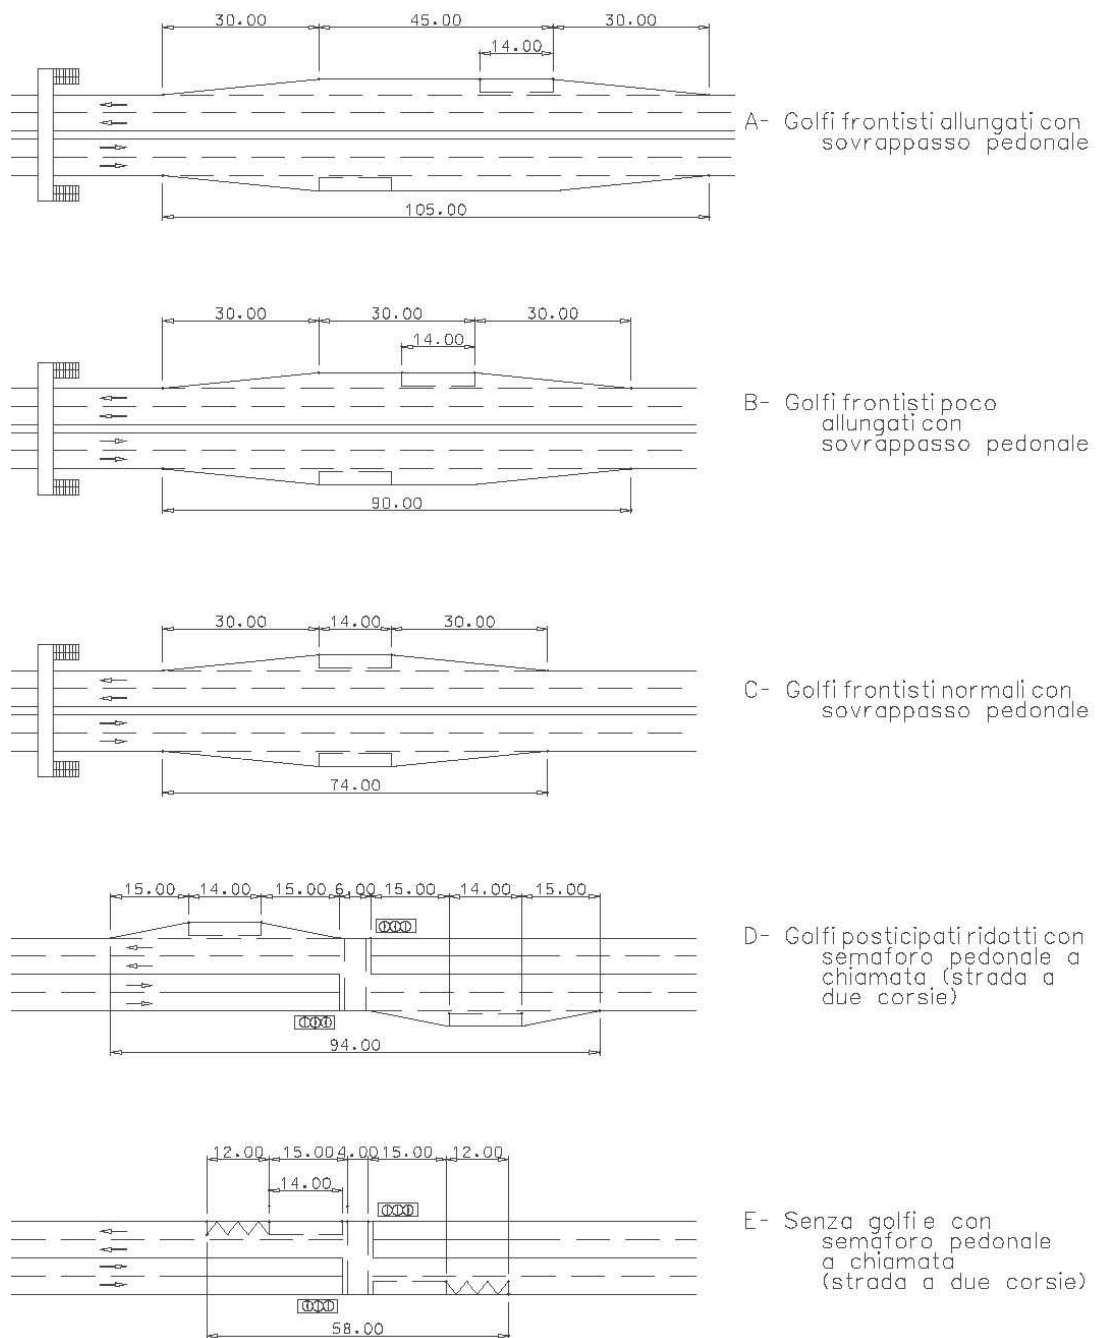 30.00 45.00 30.00
14.00
A- Golfi frontisti allungati con
sovrappasso pedonale
105.00
30.00 30.00 30.00
14.00
B- Golfi frontisti poco
allungati con
sovrappasso pedonale
90.00
30.00 14.00 30.00
C- Golfi frontisti normali con
sovrappasso pedonale
74.00
15.00 14.00 15.00 6.00 15.00 14.00 15.00
D- Golfi posticipati ridotti con
semaforo pedonale a
chiamata (strada a
due corsie)
94.00
12.00 15.00 4.00 15.00 12.00
14.00
E- Senza golfi e con
semaforo pedonale
a chiamata
(strada a due corsie)
58.00